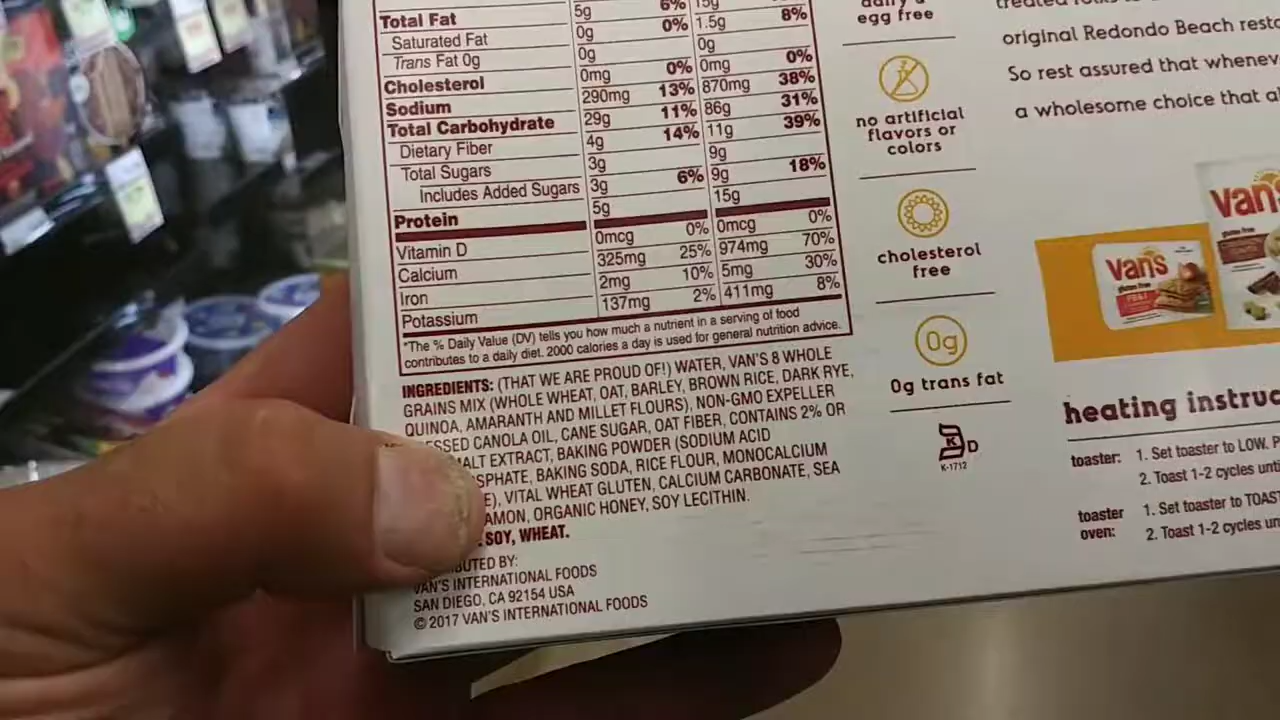 Total Fat 5g 6% 15g
Saturated Fat 0g 0% 1.5g 8%
Trans Fat 0g 0g 0g
Cholesterol 0mg 0% 0mg 0%
Sodium 290mg 13% 870mg 38%
Total Carbohydrate 29g 11% 86g 31%
Dietary Fiber 4g 14% 11g 39%
Total Sugars 3g 9g
Includes Added Sugars 3g 6% 9g 18%
Protein 5g 15g
Vitamin D 0mcg 0% 0mcg 0%
Calcium 325mg 25% 974mg 70%
Iron 2mg 10% 5mg 30%
Potassium 137mg 2% 411mg 8%
*The % Daily Value (DV) tells you how much a nutrient in a serving of food
contributes to a daily diet. 2000 calories a day is used for general nutrition advice.
INGREDIENTS: (THAT WE ARE PROUD OF!) WATER, VAN'S 8 WHOLE
GRAINS MIX (WHOLE WHEAT, OAT, BARLEY, BROWN RICE, DARK RYE,
QUINOA, AMARANTH AND MILLET FLOURS), NON-GMO EXPELLER
ESSED CANOLA OIL, CANE SUGAR, OAT FIBER, CONTAINS 2% OR
MALT EXTRACT, BAKING POWDER (SODIUM ACID
SPHATE, BAKING SODA, RICE FLOUR, MONOCALCIUM
E), VITAL WHEAT GLUTEN, CALCIUM CARBONATE, SEA
AMON, ORGANIC HONEY, SOY LECITHIN.
SOY, WHEAT.
BUTED BY:
VAN'S INTERNATIONAL FOODS
SAN DIEGO, CA 92154 USA
© 2017 VAN'S INTERNATIONAL FOODS
dairy &
egg free
no artificial
flavors or
colors
cholesterol
free
0g
0g trans fat
K D
K-1712
original Redondo Beach rest
So rest assured that whenev
a wholesome choice that al
van's
gluten free
PB&J
van's
gluten free
heating instruc
toaster: 1. Set toaster to LOW. P
2. Toast 1-2 cycles unti
toaster oven: 1. Set toaster to TOAST
2. Toast 1-2 cycles un